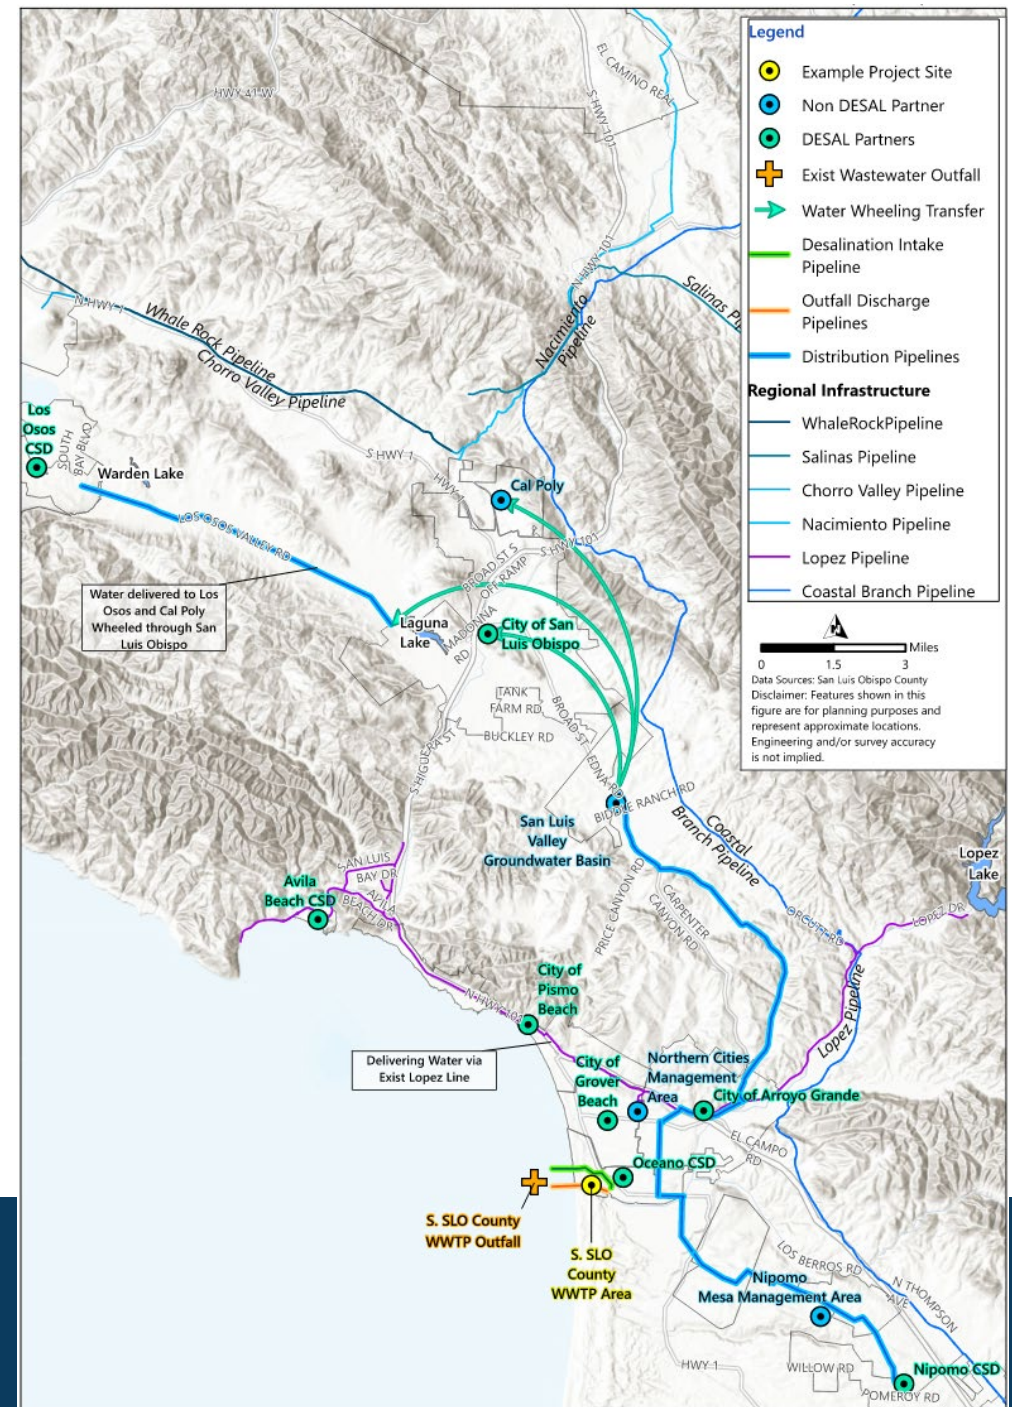 HWY 41 W
EL CAMINO REAL
S HWY 101
N HWY 101
N HWY 1
Whale Rock Pipeline
Chorro Valley Pipeline
Nacimiento
Pipeline
Salinas Pi
Los
Osos
CSD
SOUTH
BAY BLVD
Warden Lake
S HWY 1
HWY 1
Cal Poly
LOS OSOS VALLEY RD
S HWY 101
BROAD ST S
OFF RAMP
Water delivered to Los
Osos and Cal Poly
Wheeled through San
Luis Obispo
Laguna
Lake
MADONNA
RD
City of San
Luis Obispo
TANK
FARM RD
BROAD ST
BUCKLEY RD
S HIGUERA ST
EDNA RD
BIDDLE RANCH RD
San Luis
Valley
Groundwater Basin
Coastal
Branch Pipeline
Lopez
Lake
SAN LUIS
BAY DR
Avila
Beach CSD
AVILA
BEACH DR
PRICE CANYON RD
CARPENTER
CANYON RD
ORCUTT RD
LOPEZ DR
Lopez Pipeline
City of
Pismo
Beach
N HWY 101
Delivering Water via
Exist Lopez Line
City of
Grover
Beach
Northern Cities
Management
Area
City of Arroyo Grande
EL CAMPO
RD
Oceano CSD
S. SLO County
WWTP Outfall
S. SLO
County
WWTP Area
LOS BERROS RD
N THOMPSON
AVE
Nipomo
Mesa Management Area
HWY 1
WILLOW RD
Nipomo CSD
POMEROY RD
Legend
Example Project Site
Non DESAL Partner
DESAL Partners
Exist Wastewater Outfall
Water Wheeling Transfer
Desalination Intake
Pipeline
Outfall Discharge
Pipelines
Distribution Pipelines
Regional Infrastructure
WhaleRockPipeline
Salinas Pipeline
Chorro Valley Pipeline
Nacimiento Pipeline
Lopez Pipeline
Coastal Branch Pipeline
Miles
0 1.5 3
Data Sources: San Luis Obispo County
Disclaimer: Features shown in this
figure are for planning purposes and
represent approximate locations.
Engineering and/or survey accuracy
is not implied.